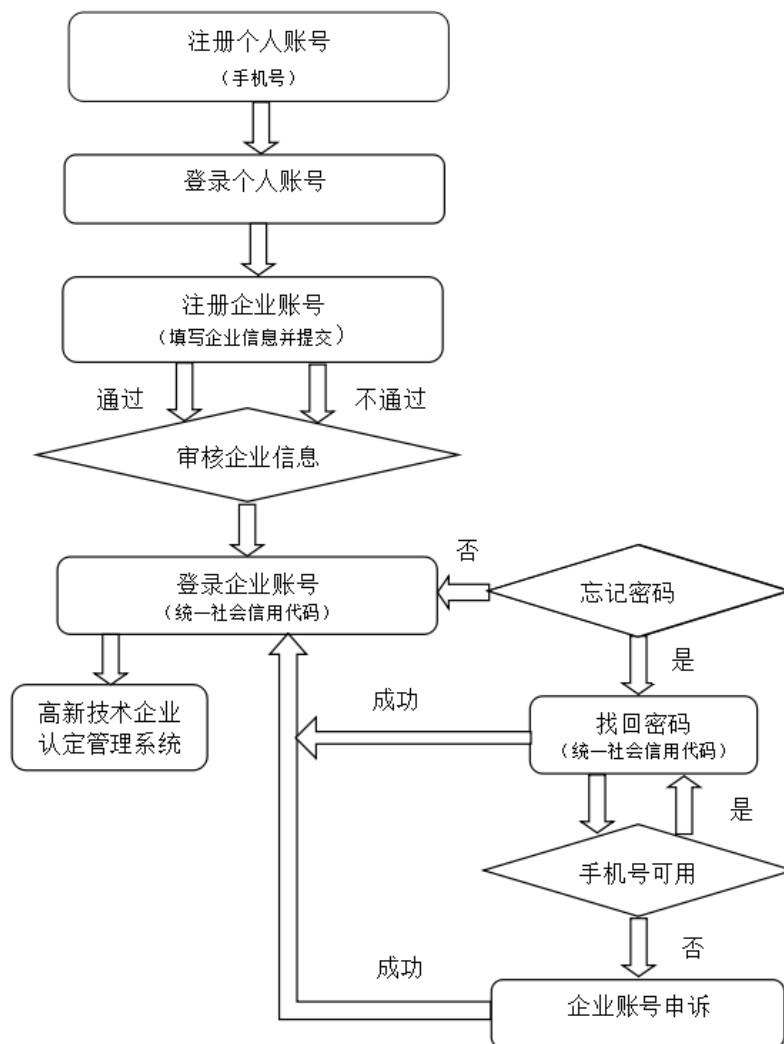 注册个人账号
（手机号）
登录个人账号
注册企业账号
（填写企业信息并提交）
通过
不通过
审核企业信息
登录企业账号
（统一社会信用代码）
否
忘记密码
是
高新技术企业
认定管理系统
成功
找回密码
（统一社会信用代码）
是
手机号可用
否
成功
企业账号申诉